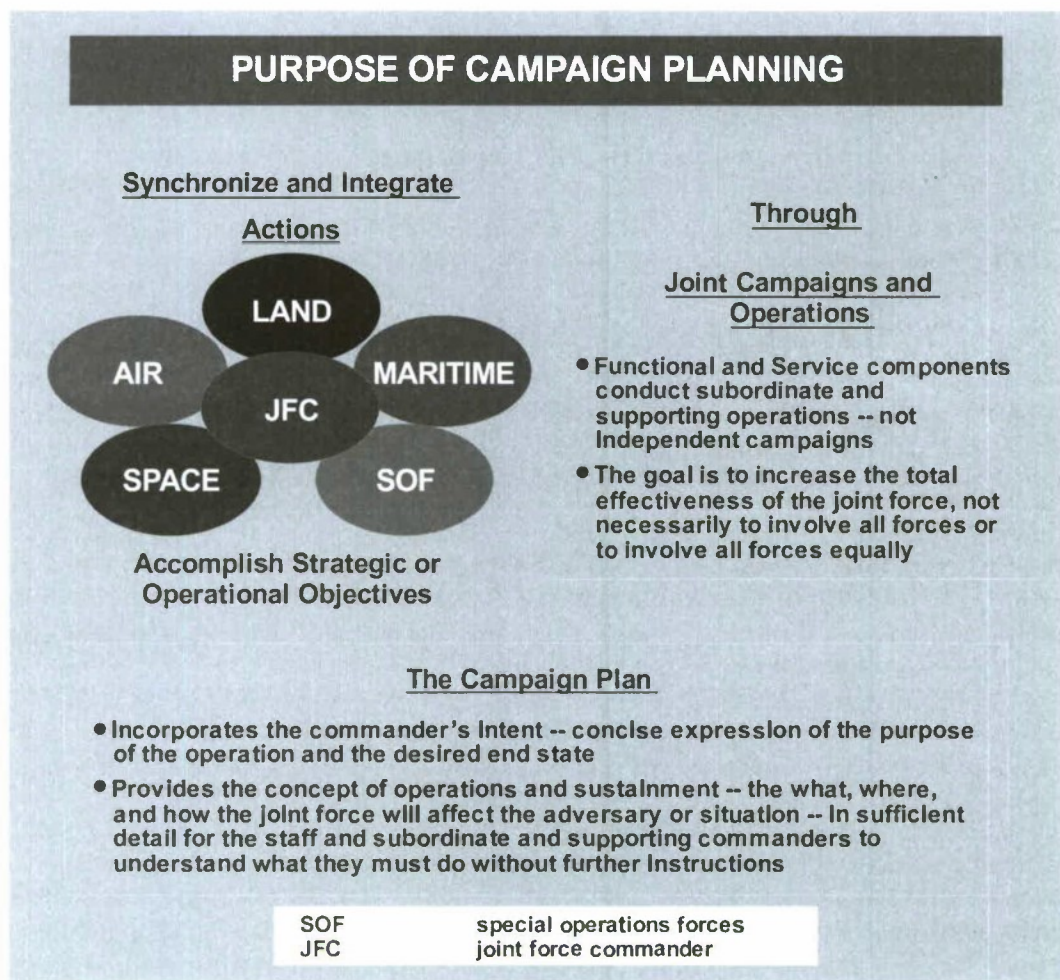 PURPOSE OF CAMPAIGN PLANNING
Synchronize and Integrate
Actions
LAND
AIR
MARITIME
JFC
SPACE
SOF
Accomplish Strategic or
Operational Objectives
Through
Joint Campaigns and
Operations
• Functional and Service components
conduct subordinate and
supporting operations -- not
Independent campaigns
• The goal is to increase the total
effectiveness of the joint force, not
necessarily to involve all forces or
to involve all forces equally
The Campaign Plan
• Incorporates the commander's Intent -- concise expression of the purpose
of the operation and the desired end state
• Provides the concept of operations and sustainment -- the what, where,
and how the joint force will affect the adversary or situation -- In sufficient
detail for the staff and subordinate and supporting commanders to
understand what they must do without further Instructions
SOF special operations forces
JFC joint force commander